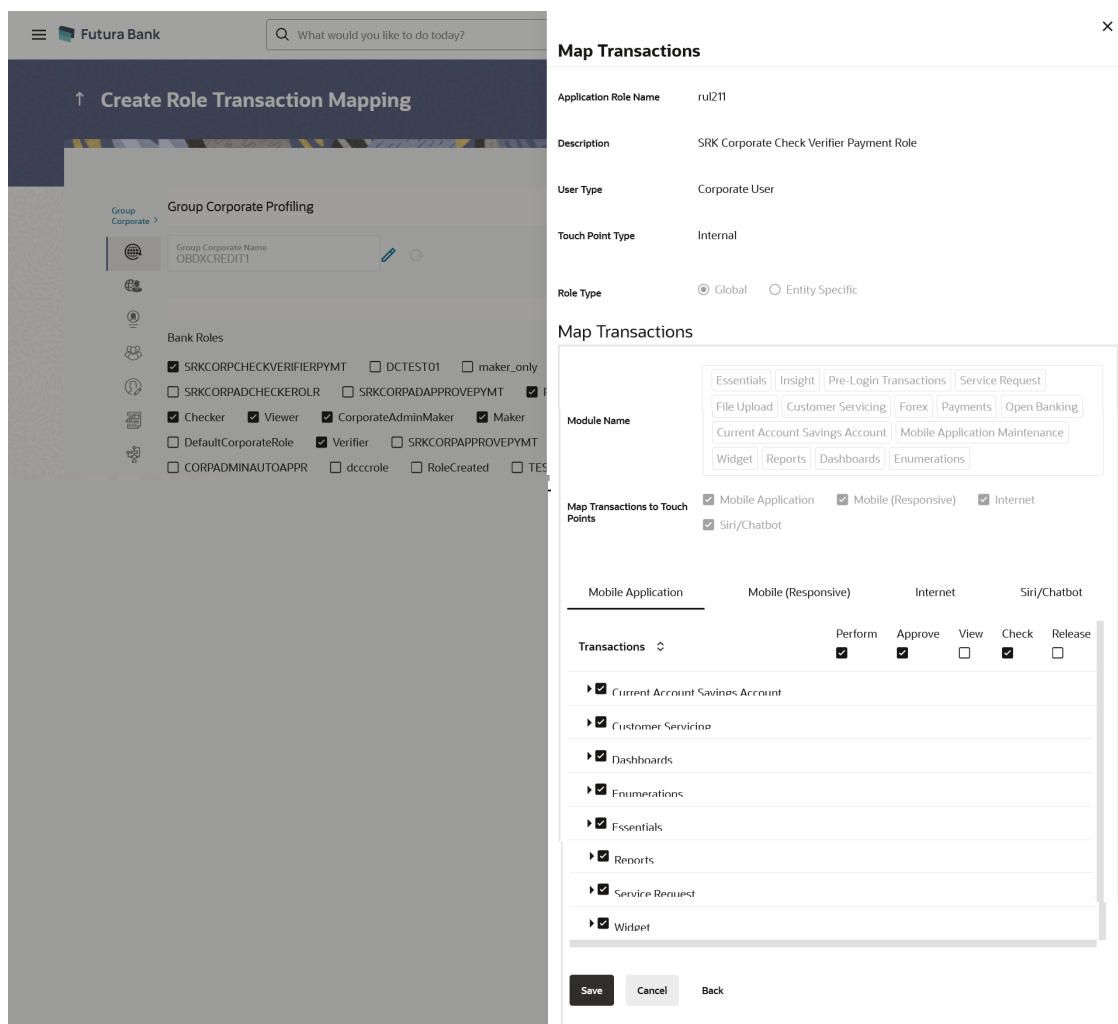 Futura Bank
What would you like to do today?
Create Role Transaction Mapping
Group
Corporate >
Group Corporate Profiling
Group Corporate Name
OBDXCREDIT1
Bank Roles
SRKCORPCHECKVERIFIERPYMT DCTEST01 maker_only
SRKCORPADCHECKEROLR SRKCORPADAPPROVEPYMT
Checker Viewer CorporateAdminMaker Maker
DefaultCorporateRole Verifier SRKCORPAPPROVEPYMT
CORPADMINAUTOAPPR dcccrole RoleCreated TES
Map Transactions
Application Role Name rul211
Description SRK Corporate Check Verifier Payment Role
User Type Corporate User
Touch Point Type Internal
Role Type Global Entity Specific
Map Transactions
Module Name
Essentials Insight Pre-Login Transactions Service Request
File Upload Customer Servicing Forex Payments Open Banking
Current Account Savings Account Mobile Application Maintenance
Widget Reports Dashboards Enumerations
Map Transactions to Touch
Points
Mobile Application Mobile (Responsive) Internet
Siri/Chatbot
Mobile Application Mobile (Responsive) Internet Siri/Chatbot
Transactions Perform Approve View Check Release
Current Account Savings Account
Customer Servicing
Dashboards
Enumerations
Essentials
Reports
Service Request
Widget
Save Cancel Back